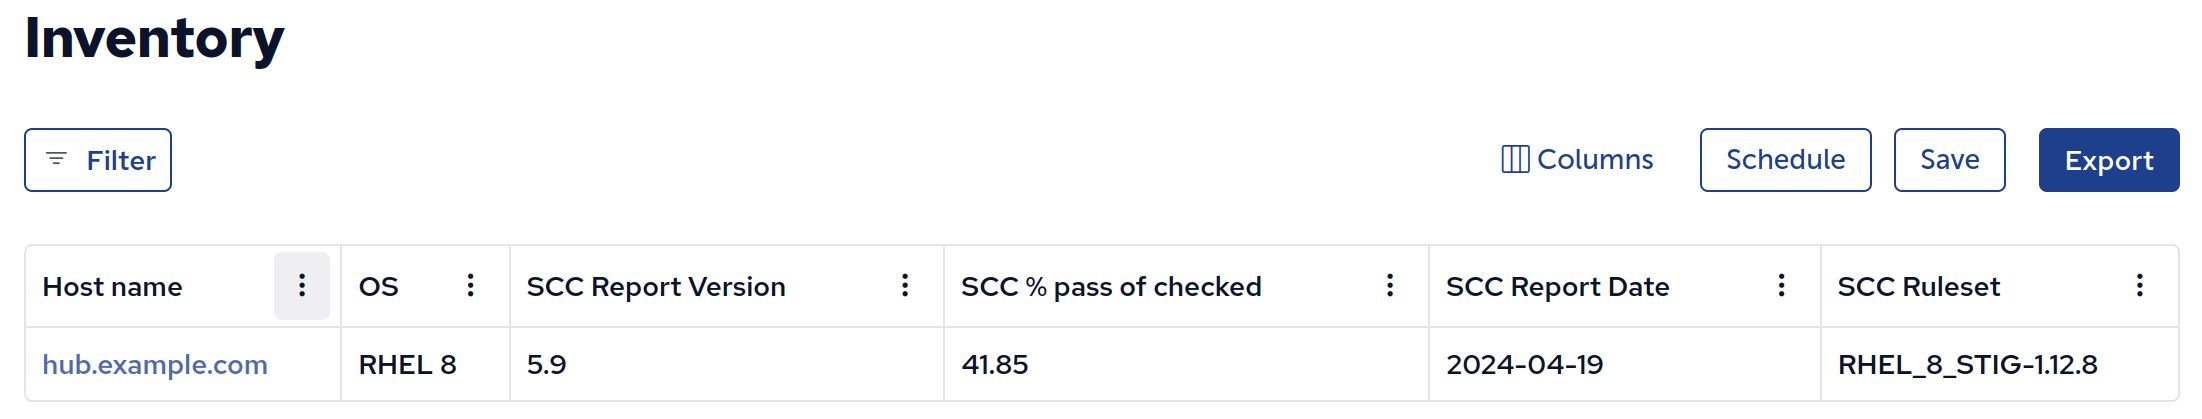 Inventory
Filter Columns Schedule Save Export
Host name OS SCC Report Version SCC % pass of checked SCC Report Date SCC Ruleset
hub.example.com RHEL 8 5.9 41.85 2024-04-19 RHEL_8_STIG-1.12.8